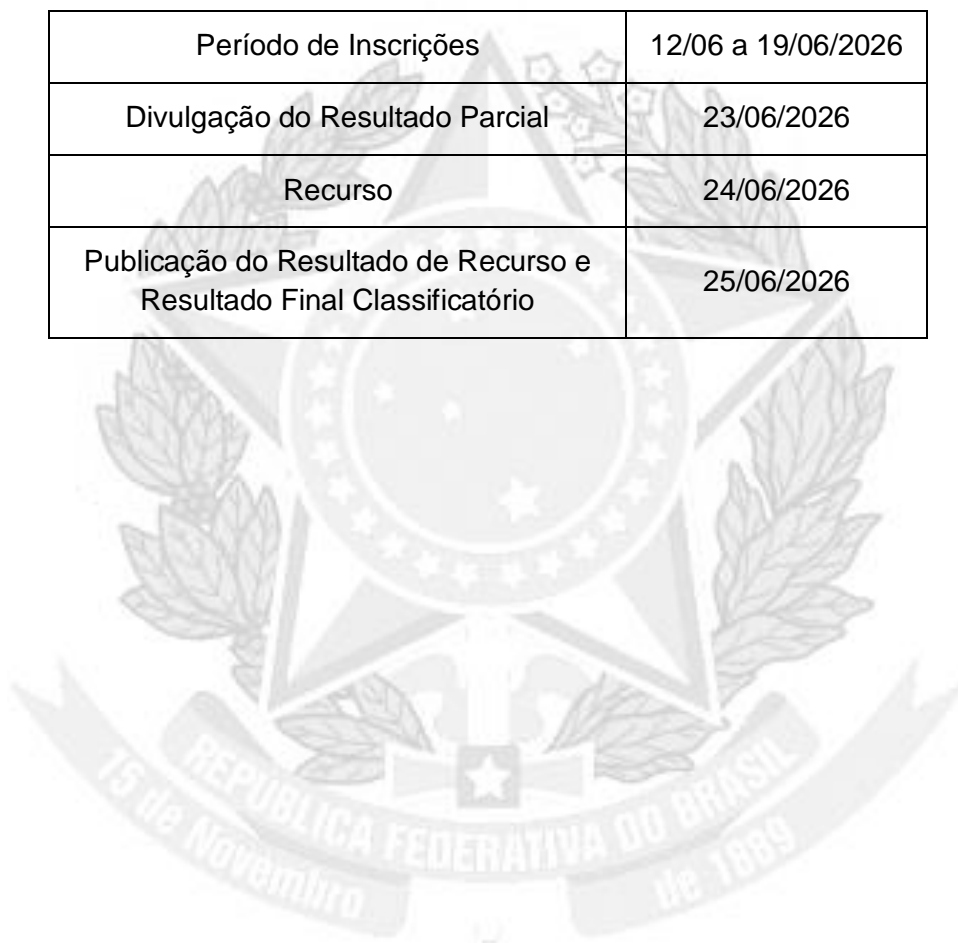 Período de Inscrições 12/06 a 19/06/2026
Divulgação do Resultado Parcial 23/06/2026
Recurso 24/06/2026
Publicação do Resultado de Recurso e
Resultado Final Classificatório 25/06/2026
REPÚBLICA FEDERATIVA DO BRASIL
15 de Novembro de 1889